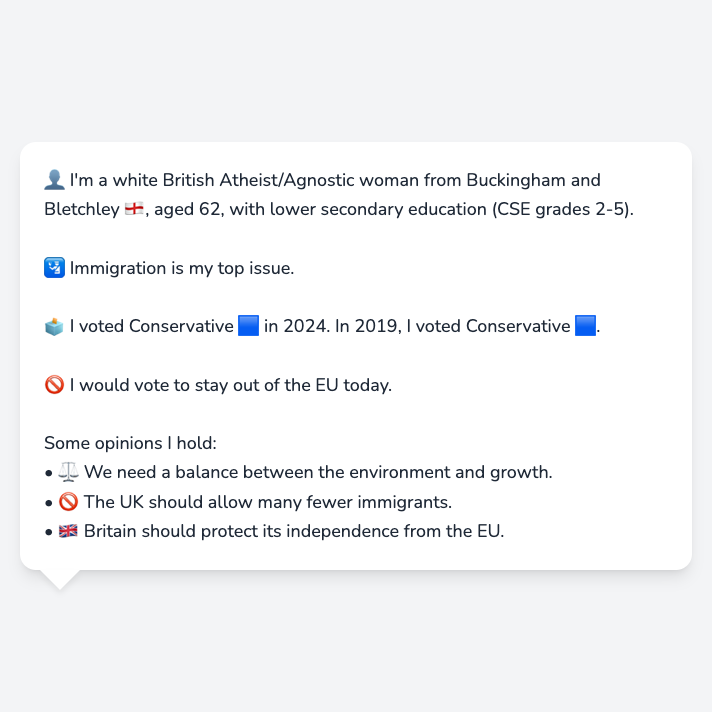 👤 I'm a white British Atheist/Agnostic woman from Buckingham and
Bletchley 🏴󠁧󠁢󠁥󠁮󠁧󠁿, aged 62, with lower secondary education (CSE grades 2-5).
🛂 Immigration is my top issue.
🗳️ I voted Conservative 🟦 in 2024. In 2019, I voted Conservative 🟦.
🚫 I would vote to stay out of the EU today.
Some opinions I hold:
• ⚖️ We need a balance between the environment and growth.
• 🚫 The UK should allow many fewer immigrants.
• 🇬🇧 Britain should protect its independence from the EU.